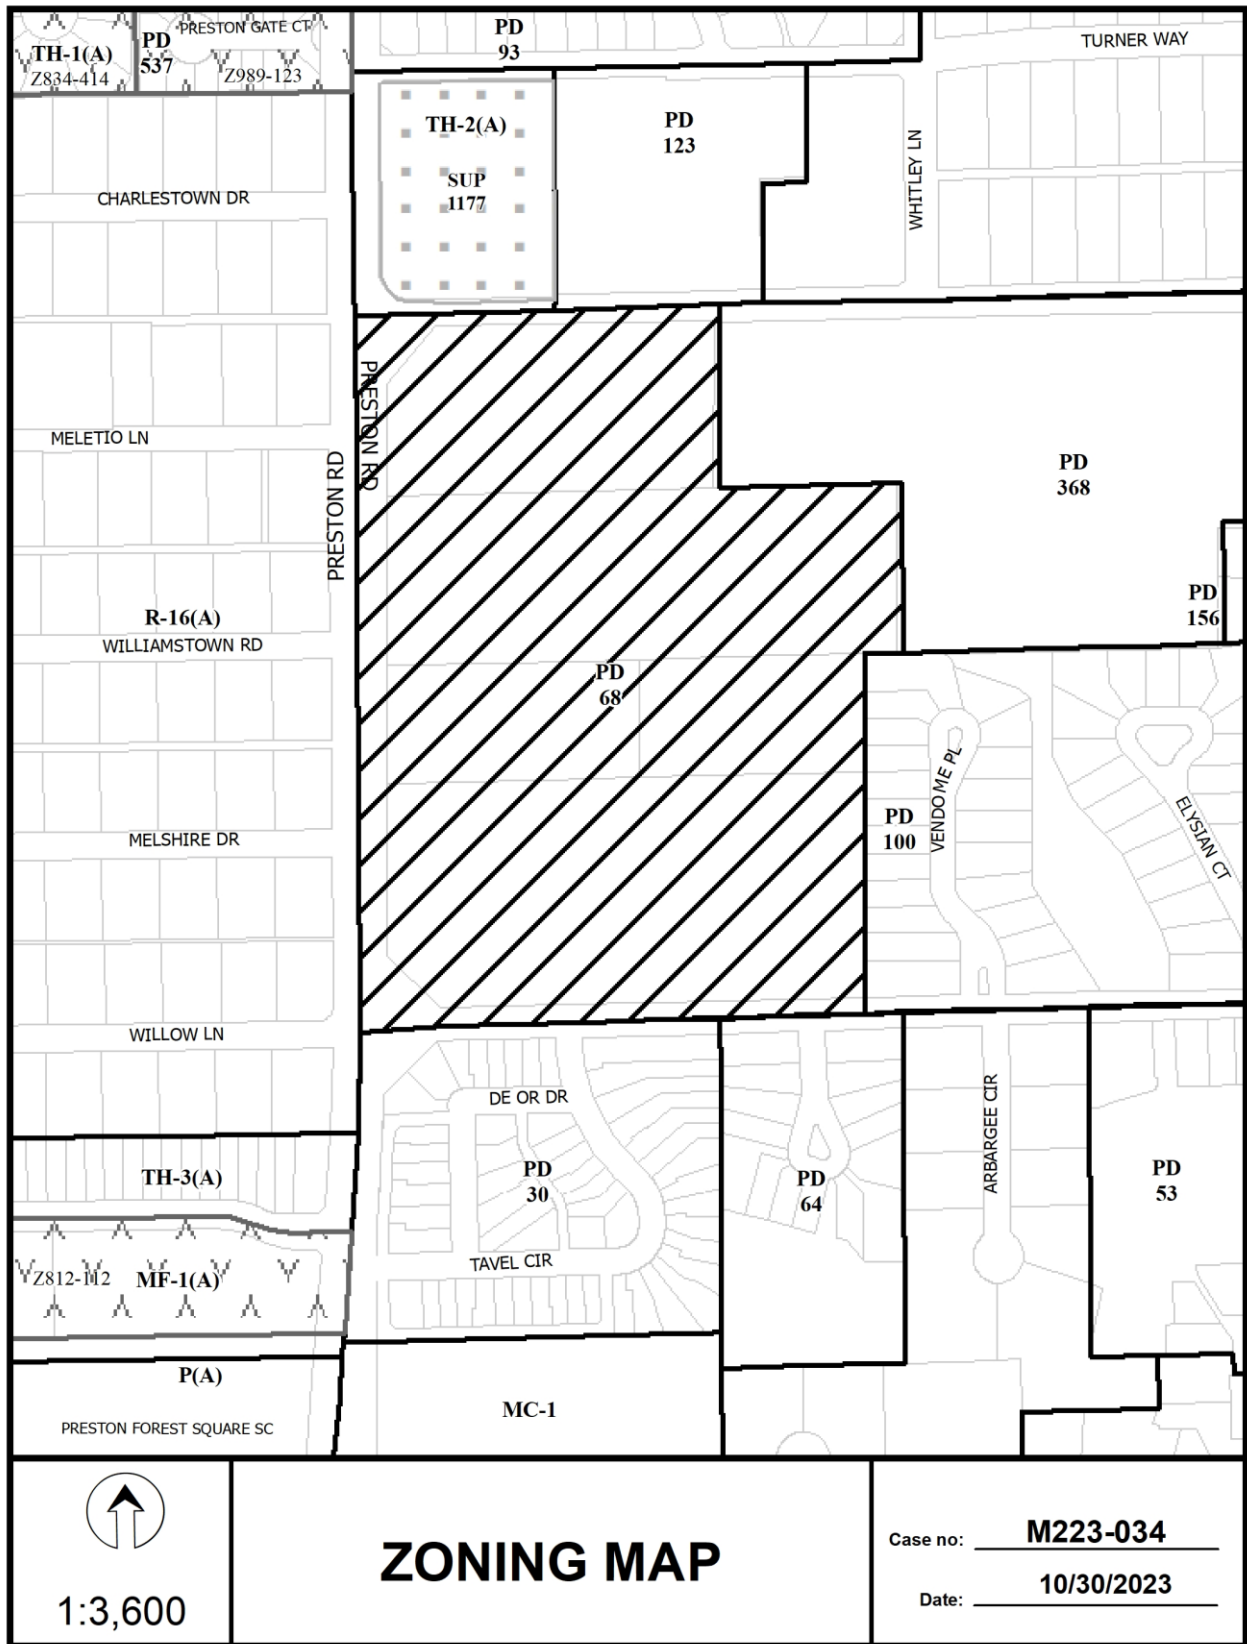 PRESTON GATE CT
PD
93
TURNER WAY
TH-1(A)
PD
537
Z834-414
Z989-123
TH-2(A)
PD
123
SUP
1177
WHITLEY LN
CHARLESTOWN DR
PRESTON RD
MELETIO LN
PRESTON RD
PD
368
PD
156
R-16(A)
WILLIAMSTOWN RD
PD
68
VENDOME PL
PD
100
ELYSIAN CT
MELSHIRE DR
WILLOW LN
DE OR DR
ARBARGEE CIR
TH-3(A)
PD
30
PD
64
PD
53
TAVEL CIR
Z812-112
MF-1(A)
P(A)
MC-1
PRESTON FOREST SQUARE SC
1:3,600
ZONING MAP
Case no: M223-034
Date: 10/30/2023